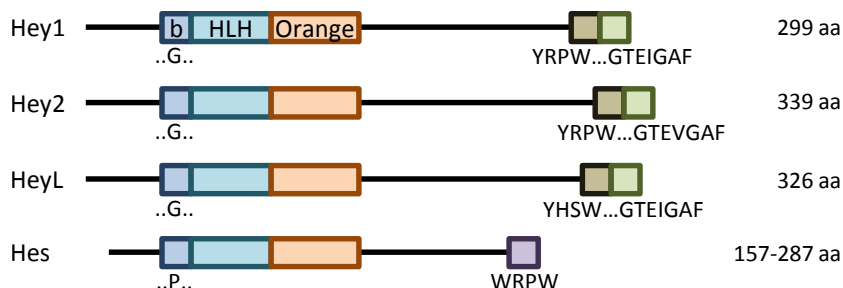 Hey1 b HLH Orange 299 aa
..G.. YRPW...GTEIGAF
Hey2 339 aa
..G.. YRPW...GTEVGAF
HeyL 326 aa
..G.. YHSW...GTEIGAF
Hes 157-287 aa
..P.. WRPW